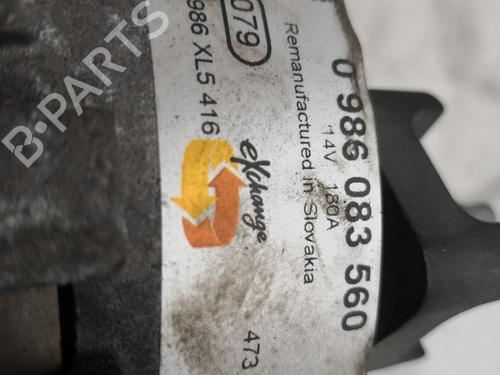 0 986 083 560
14V 180A
Remanufactured in Slovakia
eXchange
473
079
986 XL5 416
B-PARTS